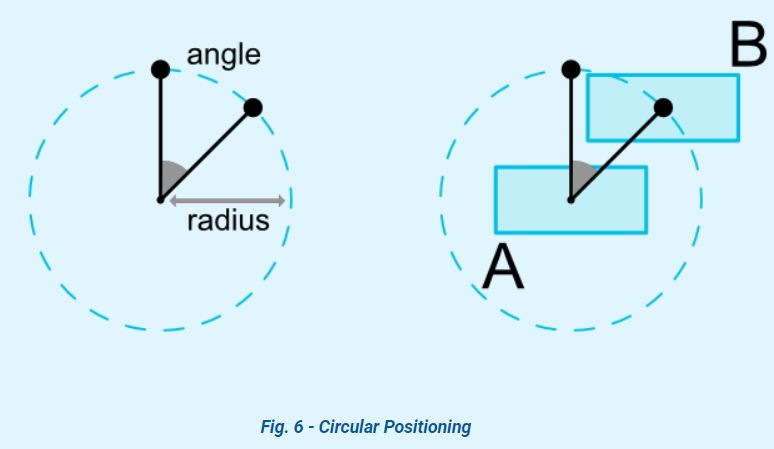 angle
radius
B
A
Fig. 6 - Circular Positioning